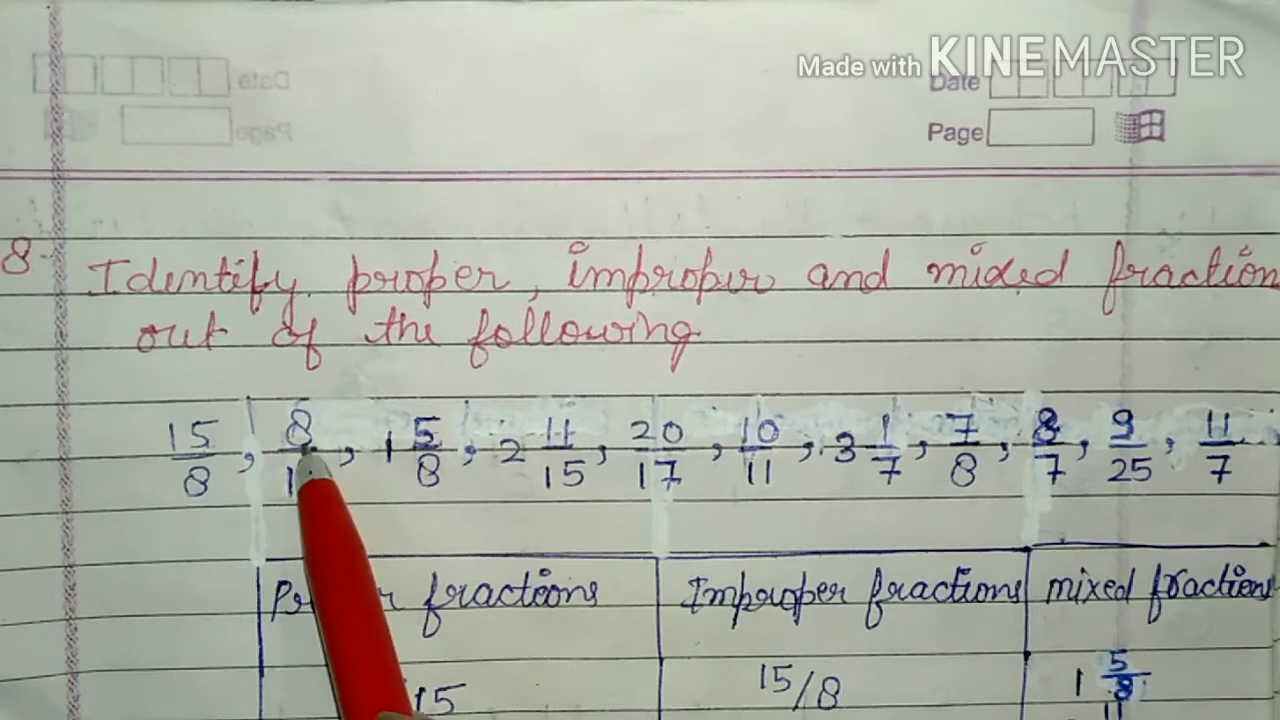 Made with KINEMASTER
Date
Page
8. Identify proper, improper and mixed fraction
out of the following
15/8, 8/1, 1 5/8, 2 11/15, 20/17, 10/11, 3 1/7, 7/8, 8/7, 9/25, 11/7
fractions Improper fractions mixed fractions
15 15/8 1 5/8
11